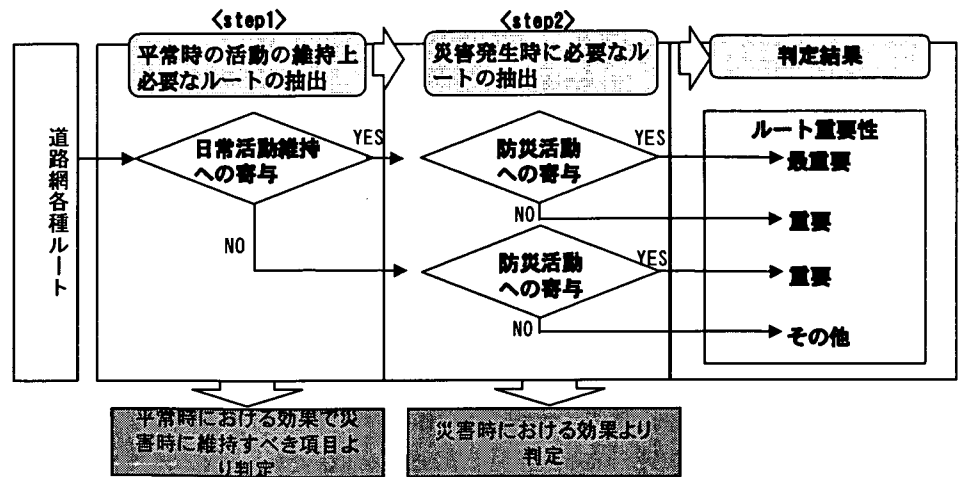 <step1>
<step2>
平常時の活動の維持上
必要なルートの抽出
災害発生時に必要なル
ートの抽出
判定結果
道路網各種ルート
日常活動維持
への寄与
YES
NO
防災活動
への寄与
YES
NO
防災活動
への寄与
YES
NO
ルート重要性
最重要
重要
重要
その他
平常時における効果で災
害時に維持すべき項目よ
り判定
災害時における効果より
判定